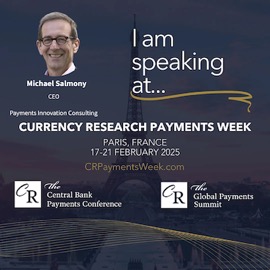 I am
speaking
at...
Michael Salmony
CEO
Payments Innovation Consulting
CURRENCY RESEARCH PAYMENTS WEEK
PARIS, FRANCE
17-21 FEBRUARY 2025
CRPaymentsWeek.com
CR The
Central Bank
Payments Conference
CR The
Global Payments
Summit